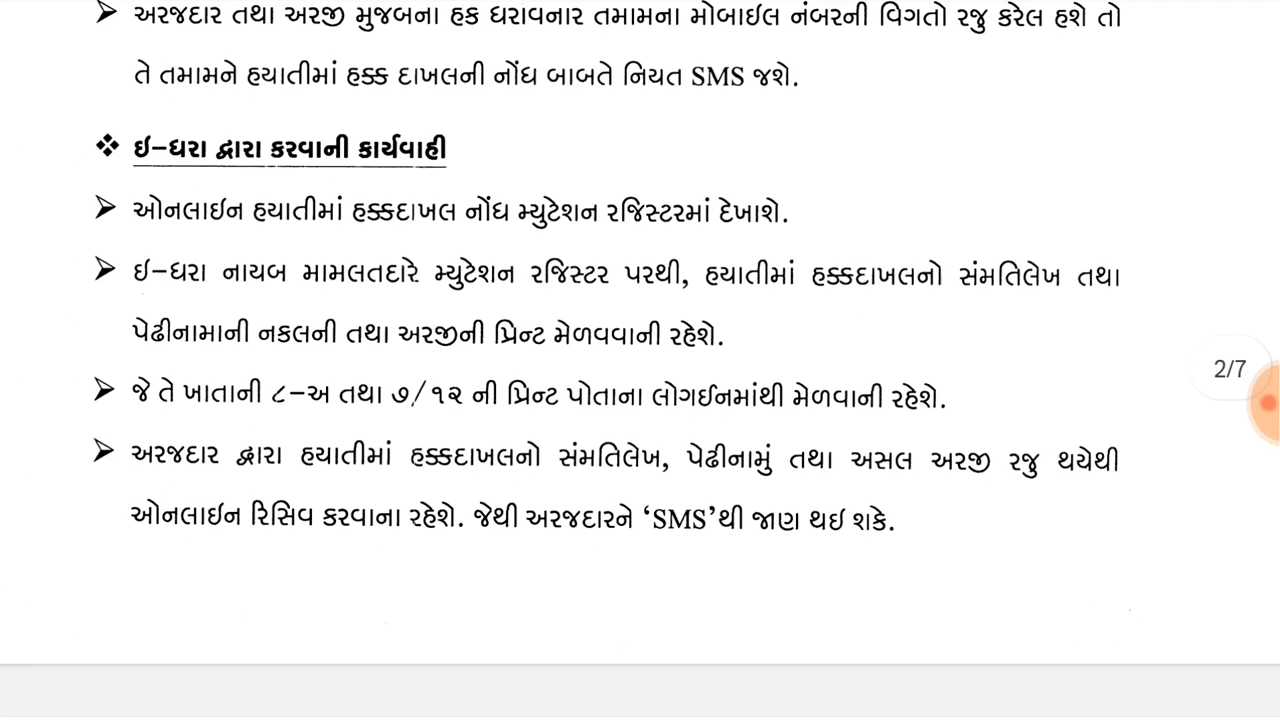 ➤ અરજદાર તથા અરજી મુજબના હક ધરાવનાર તમામના મોબાઈલ નંબરની વિગતો રજુ કરેલ હશે તો
તે તમામને હયાતીમાં હક્ક દાખલની નોંધ બાબતે નિયત SMS જશે.
❖ ઇ-ધરા દ્વારા કરવાની કાર્યવાહી
➤ ઓનલાઇન હયાતીમાં હક્કદાખલ નોંધ મ્યુટેશન રજિસ્ટરમાં દેખાશે.
➤ ઇ-ધરા નાયબ મામલતદારે મ્યુટેશન રજિસ્ટર પરથી, હયાતીમાં હક્કદાખલનો સંમતિલેખ તથા
પેઢીનામાની નકલની તથા અરજીની પ્રિન્ટ મેળવવાની રહેશે.
➤ જે તે ખાતાની ૮-અ તથા ૭/૧૨ ની પ્રિન્ટ પોતાના લોગઈનમાંથી મેળવાની રહેશે.
2/7
➤ અરજદાર દ્વારા હયાતીમાં હક્કદાખલનો સંમતિલેખ, પેઢીનામું તથા અસલ અરજી રજુ થયેથી
ઓનલાઇન રિસિવ કરવાના રહેશે. જેથી અરજદારને ‘SMS’થી જાણ થઇ શકે.